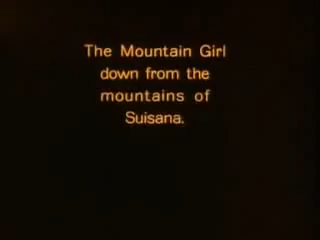 The Mountain Girl
down from the
mountains of
Suisana.